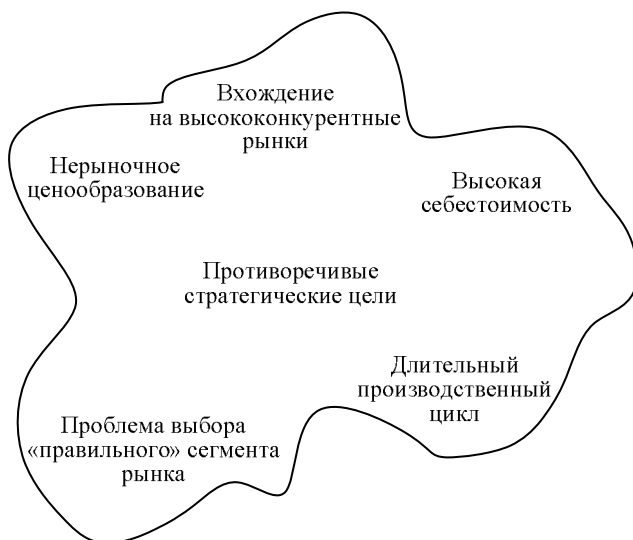 Вхождение
на высококонкурентные
рынки
Нерыночное
ценообразование
Высокая
себестоимость
Противоречивые
стратегические цели
Длительный
производственный
цикл
Проблема выбора
«правильного» сегмента
рынка